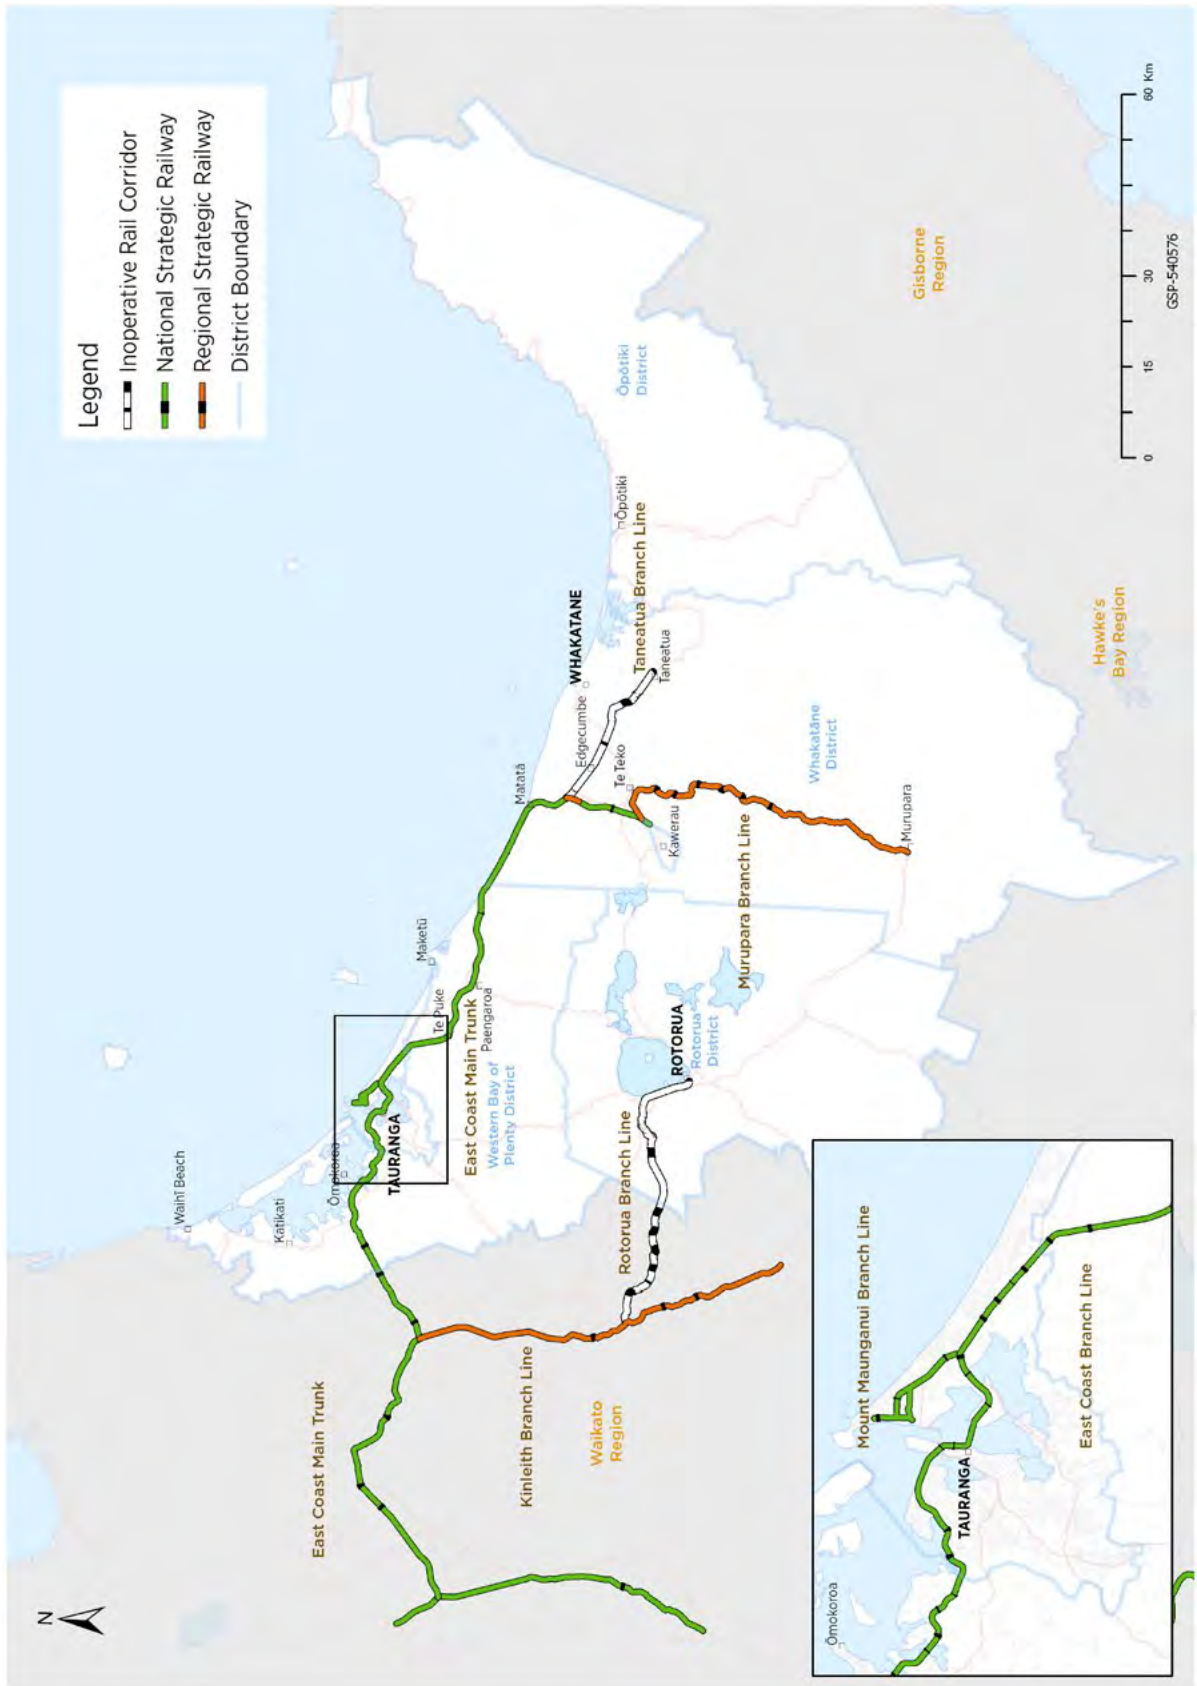 N
Legend
Inoperative Rail Corridor
National Strategic Railway
Regional Strategic Railway
District Boundary
Waihī Beach
Katikati
Ōmokoroa
TAURANGA
East Coast Main Trunk
East Coast Main Trunk
Te Puke
Maketū
Paengaroa
Western Bay of
Plenty District
Matatā
Edgecumbe
WHAKATANE
Te Teko
Kawerau
Taneatua Branch Line
Taneatua
Ōpōtiki
Ōpōtiki
District
Kinleith Branch Line
Waikato
Region
Rotorua Branch Line
ROTORUA
Rotorua
District
Murupara Branch Line
Whakatāne
District
Murupara
Gisborne
Region
Hawke's
Bay Region
Ōmokoroa
TAURANGA
Mount Maunganui Branch Line
East Coast Branch Line
0
15
30
60 Km
GSP-540576